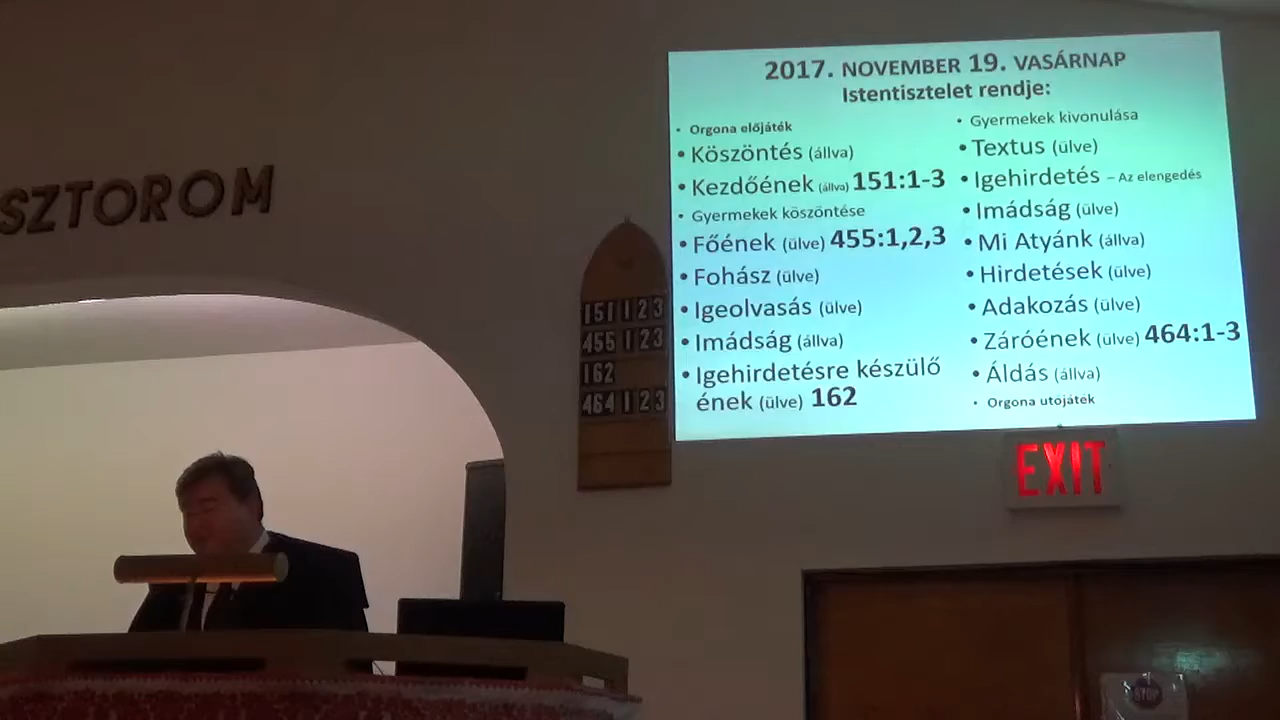 SZTOROM
2017. NOVEMBER 19. VASÁRNAP
Istentisztelet rendje:
• Orgona előjáték
• Köszöntés (állva)
• Kezdőének (állva) 151:1-3
• Gyermekek köszöntése
• Főének (ülve) 455:1,2,3
• Fohász (ülve)
• Igeolvasás (ülve)
• Imádság (állva)
• Igehirdetésre készülő
ének (ülve) 162
• Gyermekek kivonulása
• Textus (ülve)
• Igehirdetés – Az elengedés
• Imádság (ülve)
• Mi Atyánk (állva)
• Hirdetések (ülve)
• Adakozás (ülve)
• Záróének (ülve) 464:1-3
• Áldás (állva)
• Orgona utojáték
151 1 2 3
455 1 2 3
162
464 1 2 3
EXIT
STOP